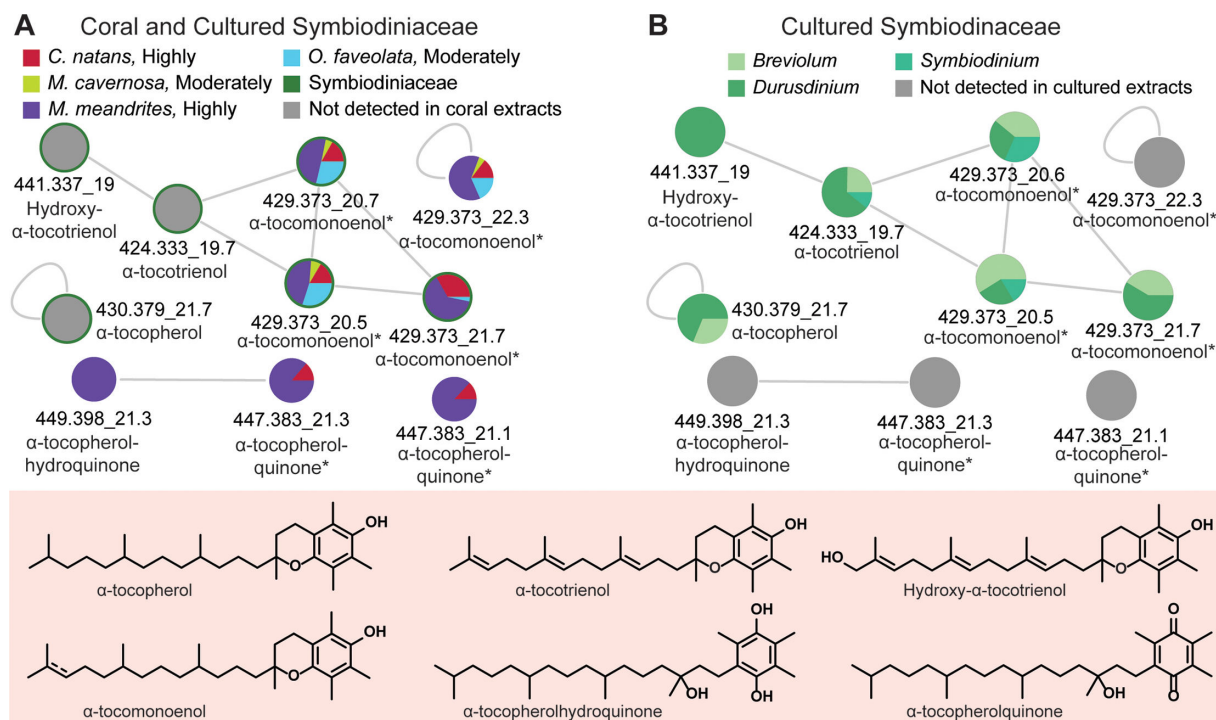 A Coral and Cultured Symbiodiniaceae
C. natans, Highly
M. cavernosa, Moderately
M. meandrites, Highly
O. faveolata, Moderately
Symbiodiniaceae
Not detected in coral extracts
441.337_19
Hydroxy-
α-tocotrienol
424.333_19.7
α-tocotrienol
429.373_20.7
α-tocomonoenol*
429.373_22.3
α-tocomonoenol*
430.379_21.7
α-tocopherol
429.373_20.5
α-tocomonoenol*
429.373_21.7
α-tocomonoenol*
449.398_21.3
α-tocopherol-
hydroquinone
447.383_21.3
α-tocopherol-
quinone*
447.383_21.1
α-tocopherol-
quinone*
B Cultured Symbiodinaceae
Breviolum
Durusdinium
Symbiodinium
Not detected in cultured extracts
441.337_19
Hydroxy-
α-tocotrienol
424.333_19.7
α-tocotrienol
429.373_20.6
α-tocomonoenol*
429.373_22.3
α-tocomonoenol*
430.379_21.7
α-tocopherol
429.373_20.5
α-tocomonoenol*
429.373_21.7
α-tocomonoenol*
449.398_21.3
α-tocopherol-
hydroquinone
447.383_21.3
α-tocopherol-
quinone*
447.383_21.1
α-tocopherol-
quinone*
OH
O
α-tocopherol
OH
O
α-tocotrienol
HO
OH
O
Hydroxy-α-tocotrienol
OH
O
α-tocomonoenol
OH
OH
OH
α-tocopherolhydroquinone
O
OH
O
α-tocopherolquinone